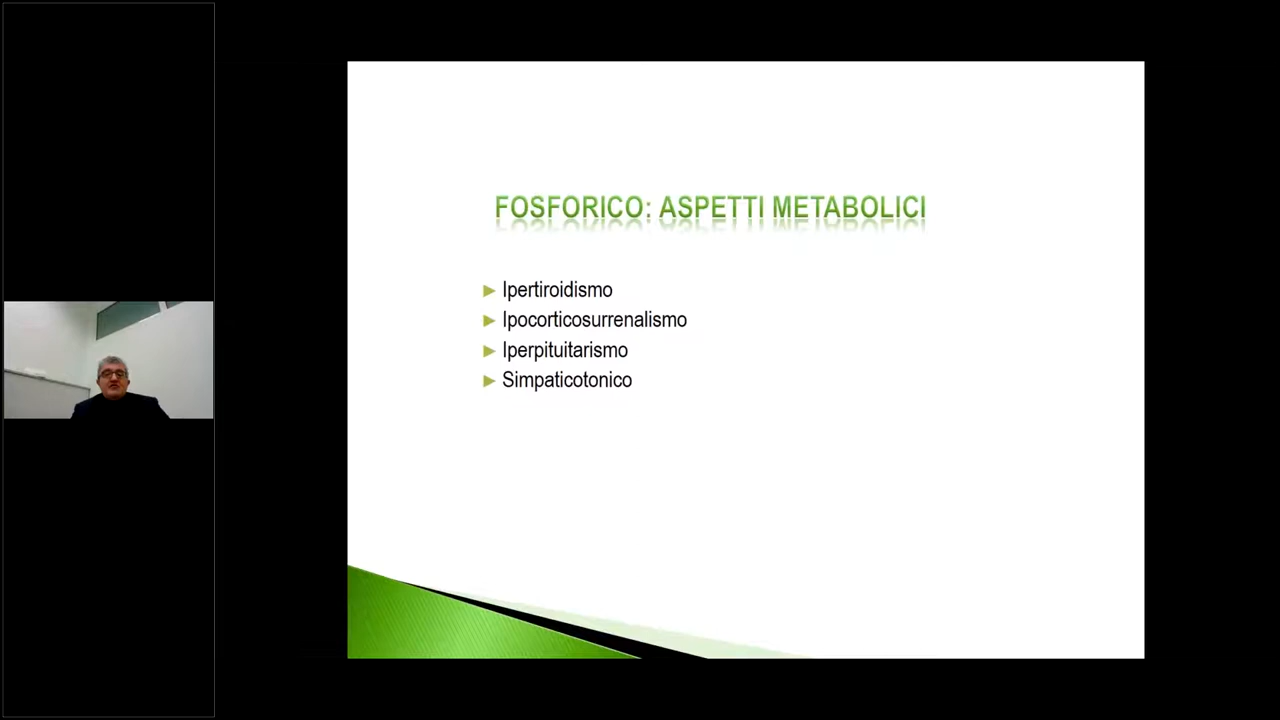 FOSFORICO: ASPETTI METABOLICI
Ipertiroidismo
Ipocorticosurrenalismo
Iperpituitarismo
Simpaticotonico